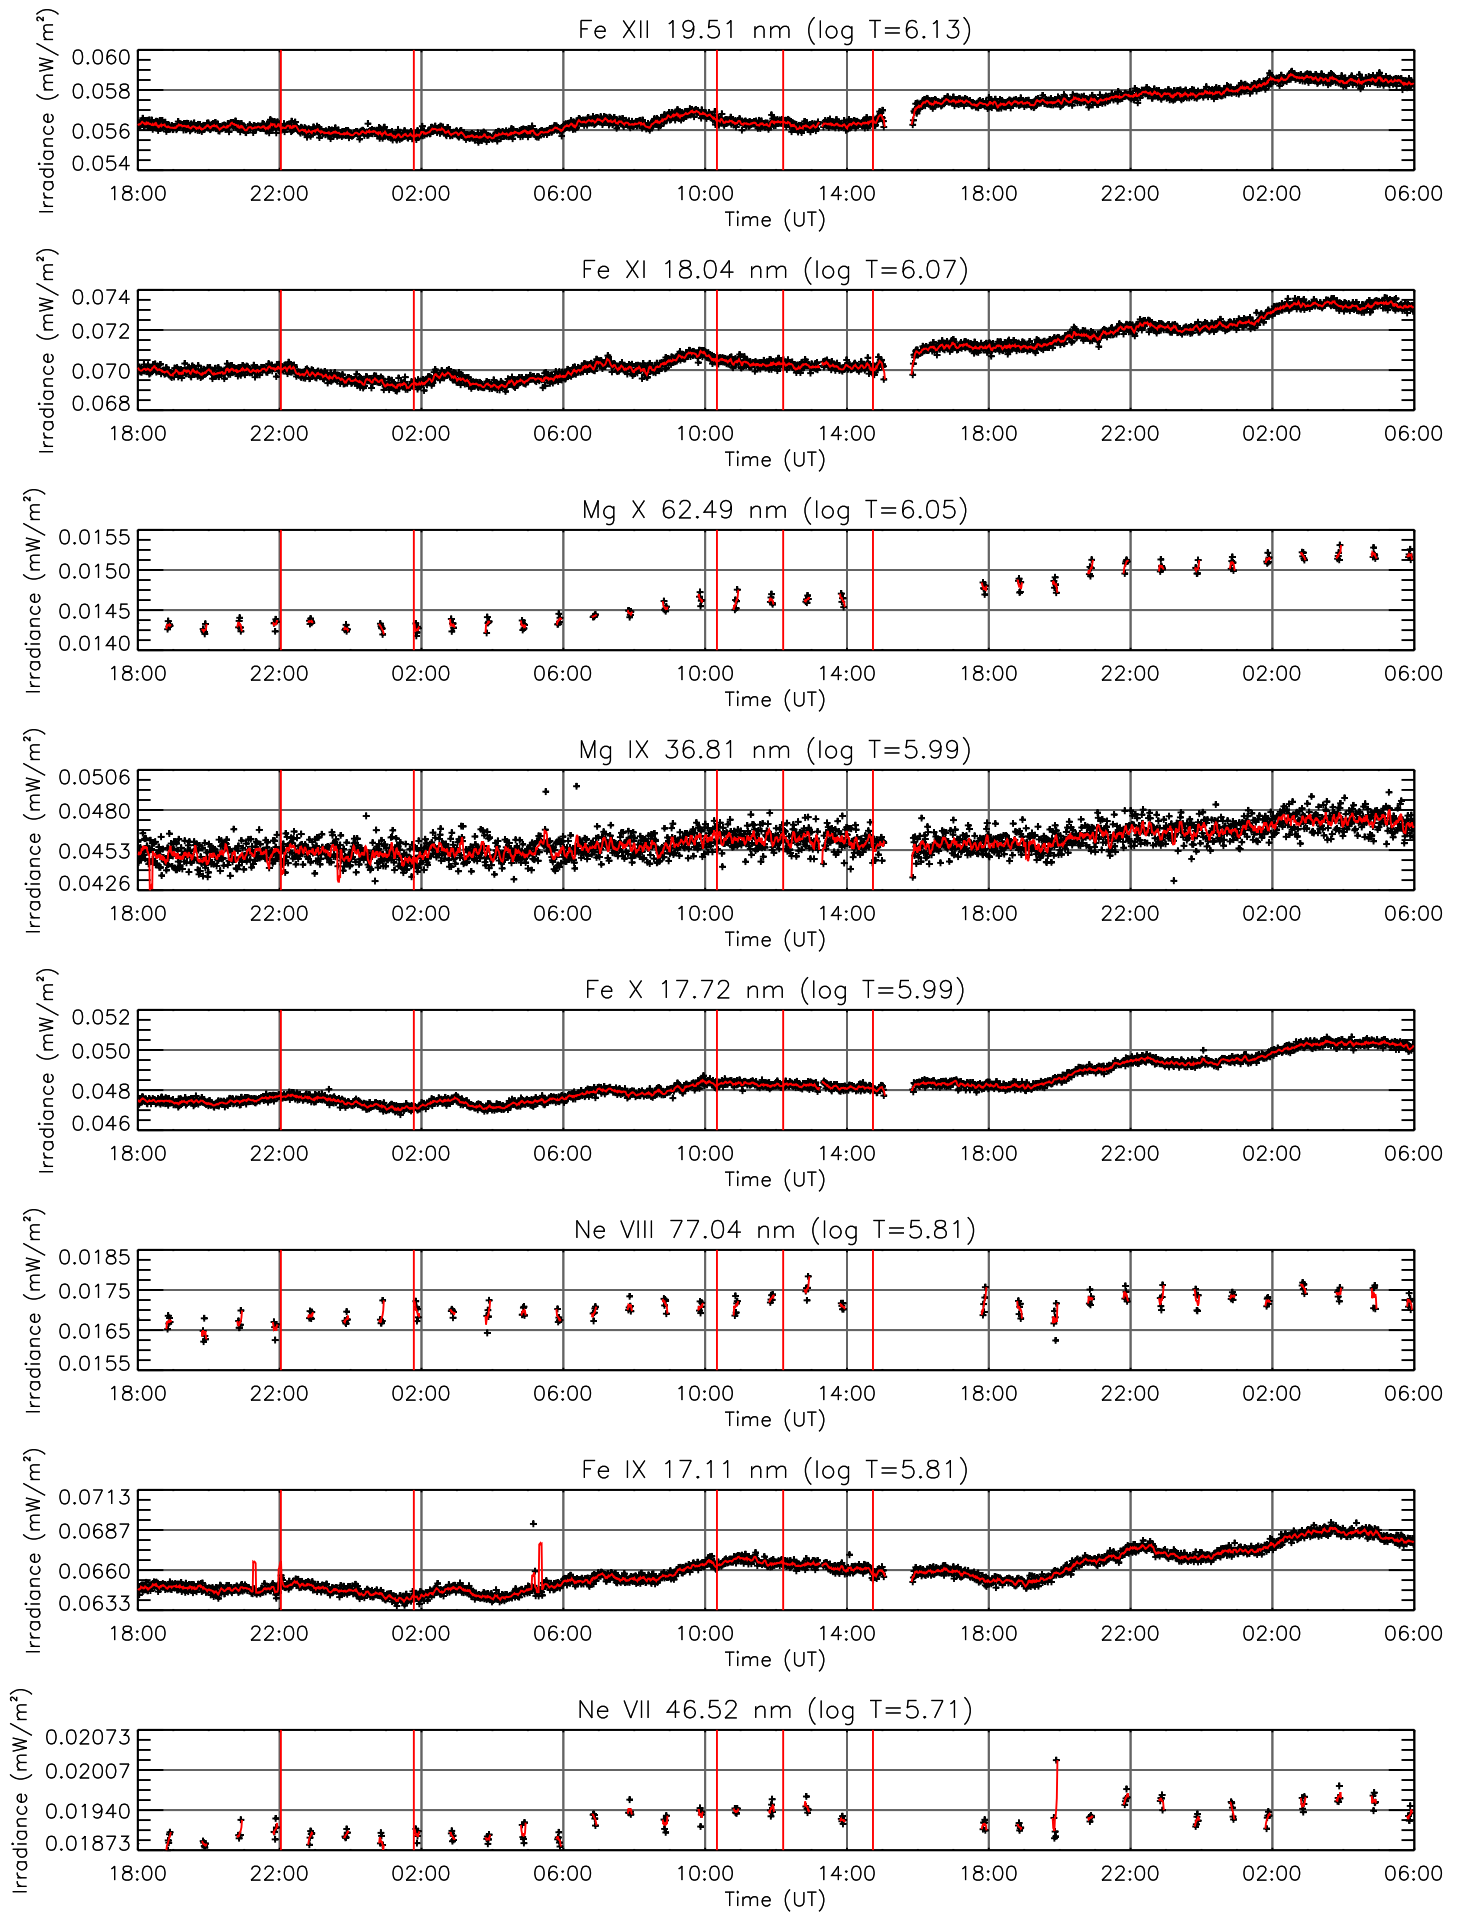 Fe XII 19.51 nm (log T=6.13)
Irradiance (mW/m²)
0.060
0.058
0.056
0.054
18:00 22:00 02:00 06:00 10:00 14:00 18:00 22:00 02:00 06:00
Time (UT)
Fe XI 18.04 nm (log T=6.07)
Irradiance (mW/m²)
0.074
0.072
0.070
0.068
18:00 22:00 02:00 06:00 10:00 14:00 18:00 22:00 02:00 06:00
Time (UT)
Mg X 62.49 nm (log T=6.05)
Irradiance (mW/m²)
0.0155
0.0150
0.0145
0.0140
18:00 22:00 02:00 06:00 10:00 14:00 18:00 22:00 02:00 06:00
Time (UT)
Mg IX 36.81 nm (log T=5.99)
Irradiance (mW/m²)
0.0506
0.0480
0.0453
0.0426
18:00 22:00 02:00 06:00 10:00 14:00 18:00 22:00 02:00 06:00
Time (UT)
Fe X 17.72 nm (log T=5.99)
Irradiance (mW/m²)
0.052
0.050
0.048
0.046
18:00 22:00 02:00 06:00 10:00 14:00 18:00 22:00 02:00 06:00
Time (UT)
Ne VIII 77.04 nm (log T=5.81)
Irradiance (mW/m²)
0.0185
0.0175
0.0165
0.0155
18:00 22:00 02:00 06:00 10:00 14:00 18:00 22:00 02:00 06:00
Time (UT)
Fe IX 17.11 nm (log T=5.81)
Irradiance (mW/m²)
0.0713
0.0687
0.0660
0.0633
18:00 22:00 02:00 06:00 10:00 14:00 18:00 22:00 02:00 06:00
Time (UT)
Ne VII 46.52 nm (log T=5.71)
Irradiance (mW/m²)
0.02073
0.02007
0.01940
0.01873
18:00 22:00 02:00 06:00 10:00 14:00 18:00 22:00 02:00 06:00
Time (UT)